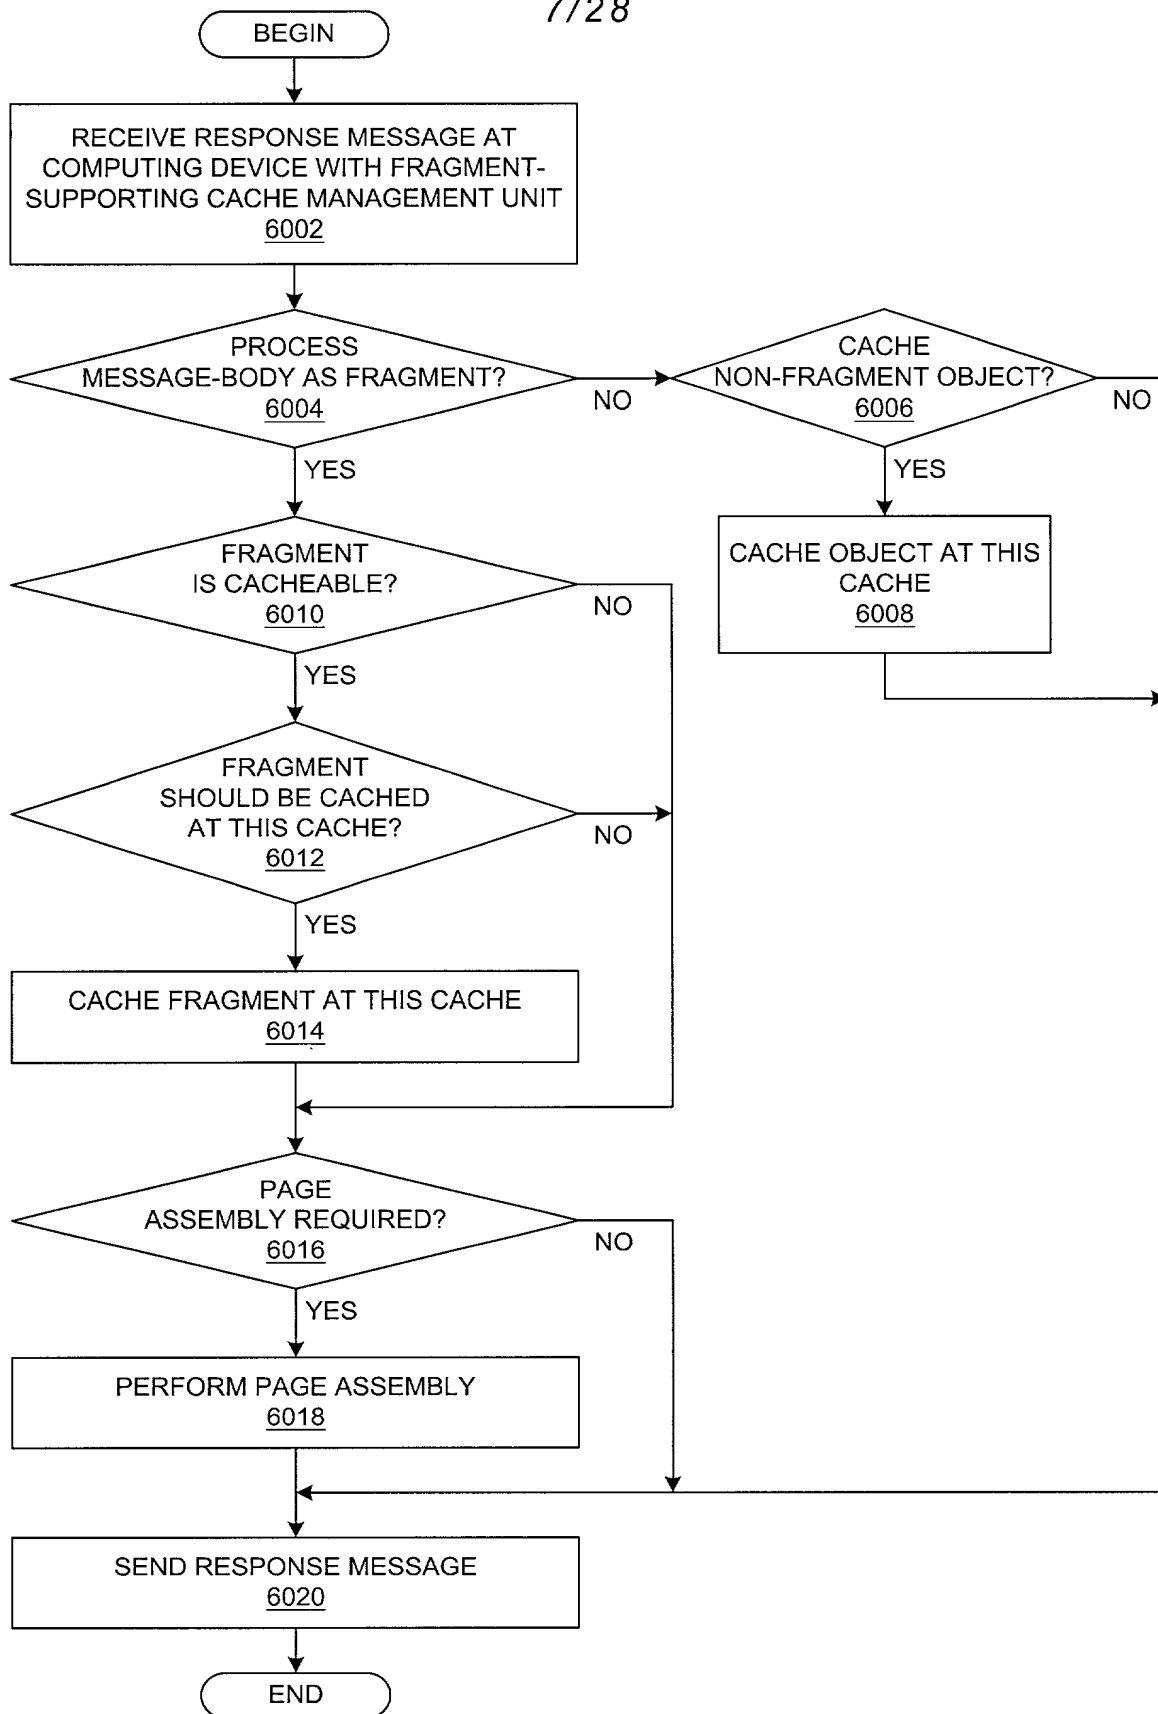 7/28
BEGIN
RECEIVE RESPONSE MESSAGE AT
COMPUTING DEVICE WITH FRAGMENT-
SUPPORTING CACHE MANAGEMENT UNIT
6002
PROCESS
MESSAGE-BODY AS FRAGMENT?
6004
NO
YES
CACHE
NON-FRAGMENT OBJECT?
6006
NO
YES
CACHE OBJECT AT THIS
CACHE
6008
FRAGMENT
IS CACHEABLE?
6010
NO
YES
FRAGMENT
SHOULD BE CACHED
AT THIS CACHE?
6012
NO
YES
CACHE FRAGMENT AT THIS CACHE
6014
PAGE
ASSEMBLY REQUIRED?
6016
NO
YES
PERFORM PAGE ASSEMBLY
6018
SEND RESPONSE MESSAGE
6020
END